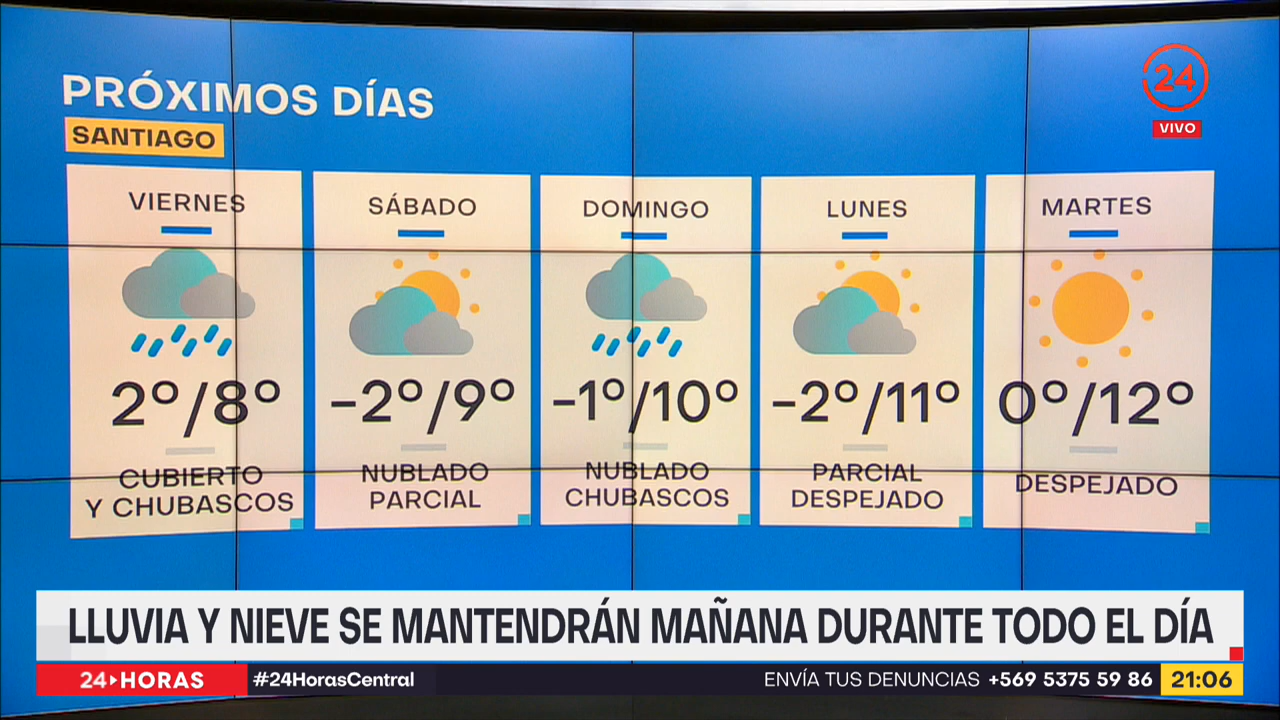 PRÓXIMOS DÍAS
24
VIVO
SANTIAGO
VIERNES
2°/8°
CUBIERTO
Y CHUBASCOS
SÁBADO
-2°/9°
NUBLADO
PARCIAL
DOMINGO
-1°/10°
NUBLADO
CHUBASCOS
LUNES
-2°/11°
PARCIAL
DESPEJADO
MARTES
0°/12°
DESPEJADO
LLUVIA Y NIEVE SE MANTENDRÁN MAÑANA DURANTE TODO EL DÍA
24 HORAS
#24HorasCentral
ENVÍA TUS DENUNCIAS +569 5375 59 86
21:06